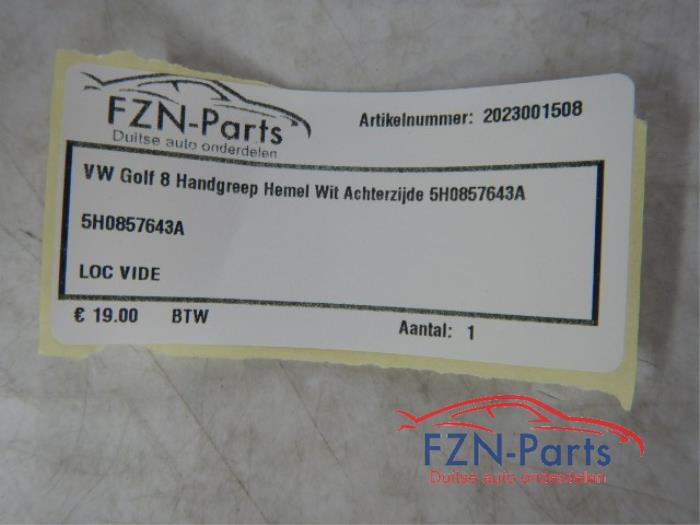 FZN-Parts
Duitse auto onderdelen
Artikelnummer: 2023001508
VW Golf 8 Handgreep Hemel Wit Achterzijde 5H0857643A
5H0857643A
LOC VIDE
€ 19.00 BTW
Aantal: 1
FZN-Parts
Duitse auto onderdelen